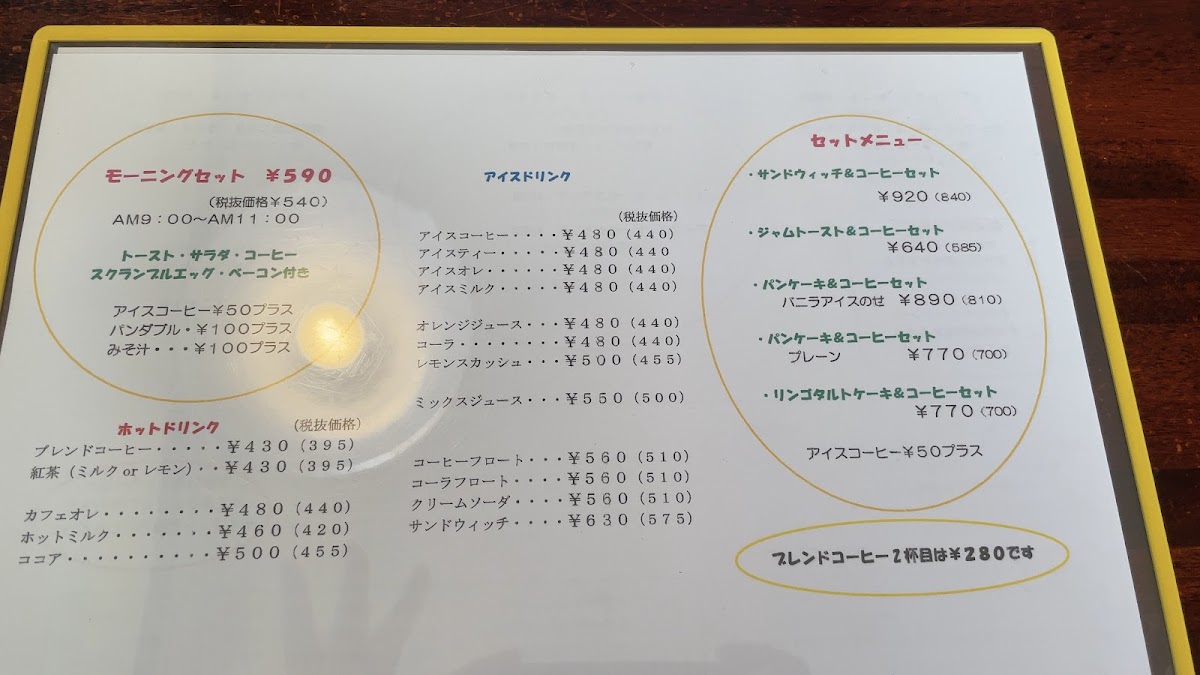 モーニングセット ￥５９０
（税抜価格￥５４０）
ＡＭ９：００～ＡＭ１１：００
トースト・サラダ・コーヒー
スクランブルエッグ・ベーコン付き
アイスコーヒー￥５０プラス
パンダブル・￥１００プラス
みそ汁・・・￥１００プラス
ホットドリンク （税抜価格）
ブレンドコーヒー・・・・・￥４３０（３９５）
紅茶（ミルク or レモン）・・￥４３０（３９５）
カフェオレ・・・・・・・・￥４８０（４４０）
ホットミルク・・・・・・・￥４６０（４２０）
ココア・・・・・・・・・・￥５００（４５５）
アイスドリンク
（税抜価格）
アイスコーヒー・・・・￥４８０（４４０）
アイスティー・・・・・￥４８０（４４０
アイスオレ・・・・・・￥４８０（４４０）
アイスミルク・・・・・￥４８０（４４０）
オレンジジュース・・・￥４８０（４４０）
コーラ・・・・・・・・￥４８０（４４０）
レモンスカッシュ・・・￥５００（４５５）
ミックスジュース・・・￥５５０（５００）
コーヒーフロート・・・￥５６０（５１０）
コーラフロート・・・・￥５６０（５１０）
クリームソーダ・・・・￥５６０（５１０）
サンドウィッチ・・・・￥６３０（５７５）
セットメニュー
・サンドウィッチ＆コーヒーセット
￥９２０（840）
・ジャムトースト＆コーヒーセット
￥６４０（585）
・パンケーキ＆コーヒーセット
バニラアイスのせ ￥８９０（810）
・パンケーキ＆コーヒーセット
プレーン ￥７７０（700）
・リンゴタルトケーキ＆コーヒーセット
￥７７０（700）
アイスコーヒー￥５０プラス
ブレンドコーヒー２杯目は￥２８０です